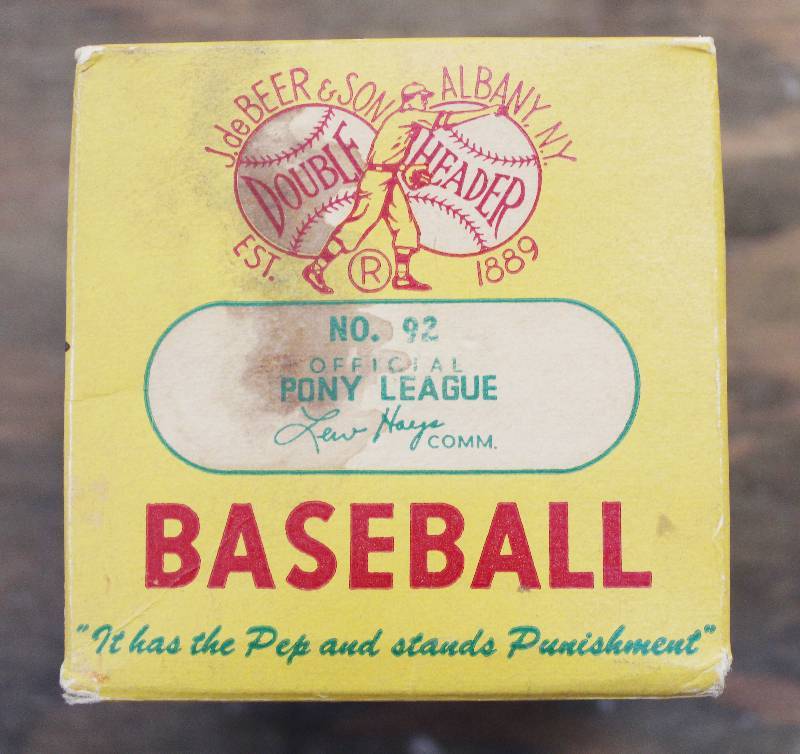 J. de BEER & SON ALBANY, N.Y.
DOUBLE HEADER
EST. ® 1889
NO. 92
OFFICIAL
PONY LEAGUE
Lew Hays COMM.
BASEBALL
"It has the Pep and stands Punishment"